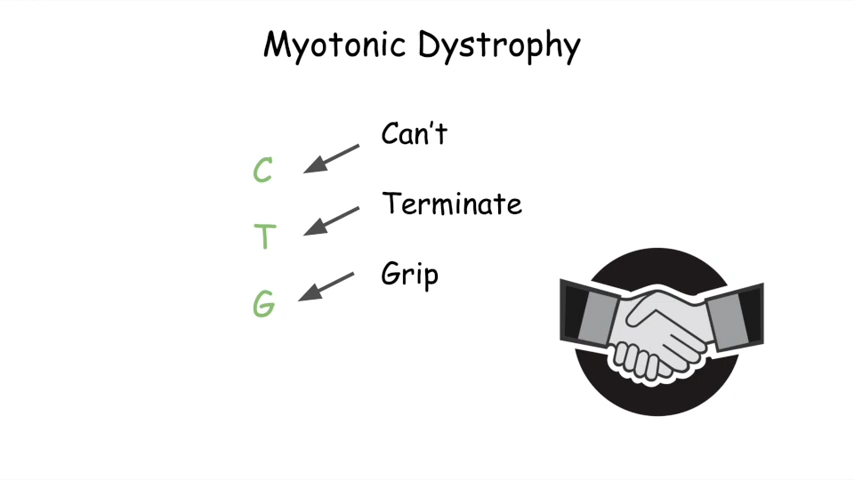 Myotonic Dystrophy
Can't
C
Terminate
T
Grip
G